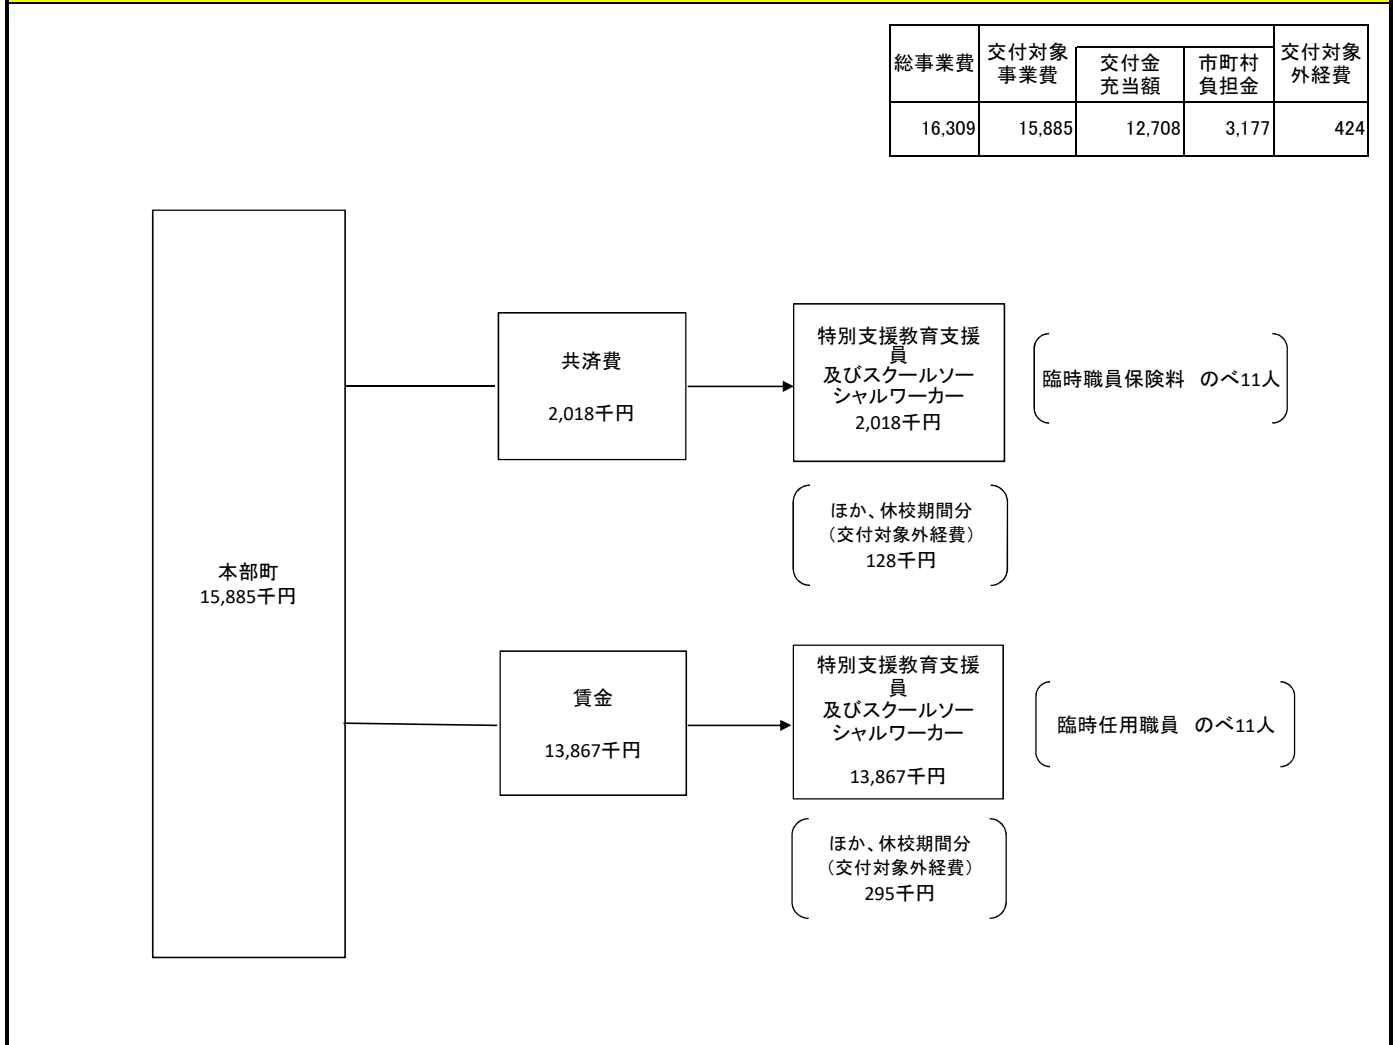 総事業費
交付対象
事業費
交付金
充当額
市町村
負担金
交付対象
外経費
16,309
15,885
12,708
3,177
424
本部町
15,885千円
共済費
2,018千円
特別支援教育支援
員
及びスクールソー
シャルワーカー
2,018千円
臨時職員保険料 のべ11人
ほか、休校期間分
（交付対象外経費）
128千円
賃金
13,867千円
特別支援教育支援
員
及びスクールソー
シャルワーカー
13,867千円
臨時任用職員 のべ11人
ほか、休校期間分
（交付対象外経費）
295千円